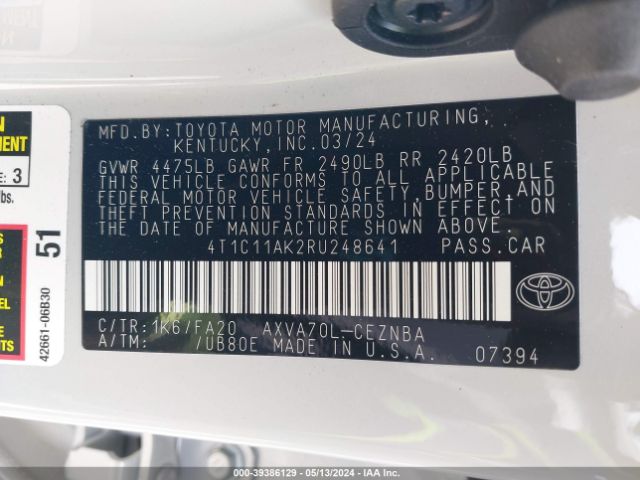 MFD.BY: TOYOTA MOTOR MANUFACTURING,
KENTUCKY, INC. 03/24
GVWR 4475LB GAWR FR 2490LB RR 2420LB
THIS VEHICLE CONFORMS TO ALL APPLICABLE
FEDERAL MOTOR VEHICLE SAFETY, BUMPER AND
THEFT PREVENTION STANDARDS IN EFFECT ON
THE DATE OF MANUFACTURE SHOWN ABOVE.
4T1C11AK2RU248641 PASS.CAR
C/TR: 1K6/FA20 AXVA70L-CEZNBA
A/TM: /UB80E MADE IN U.S.A. 07394
TOYOTA
E: 3
lbs.
51
42661-06B30
000-39386129 - 05/13/2024 - IAA Inc.